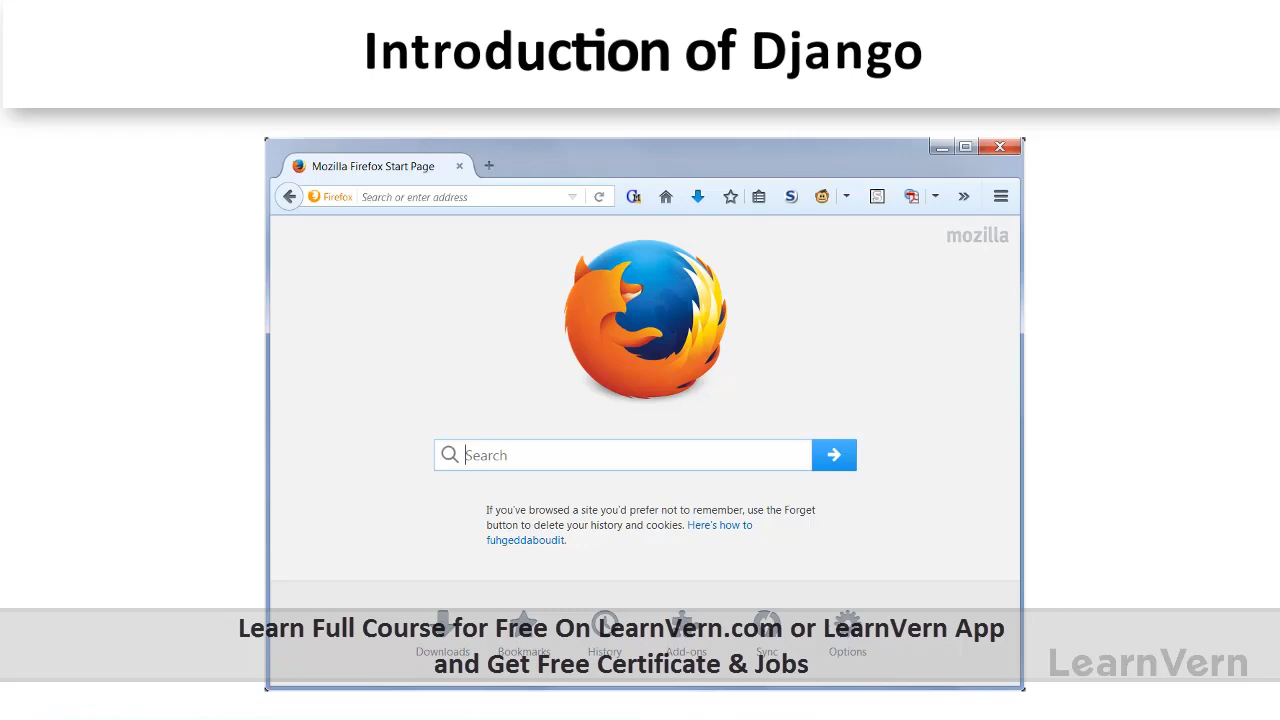 Introduction of Django
Mozilla Firefox Start Page
Firefox Search or enter address
mozilla
Search
If you've browsed a site you'd prefer not to remember, use the Forget
button to delete your history and cookies. Here's how to
fuhgeddaboudit.
Downloads Bookmarks History Add-ons Sync Options
Learn Full Course for Free On LearnVern.com or LearnVern App
and Get Free Certificate & Jobs
LearnVern